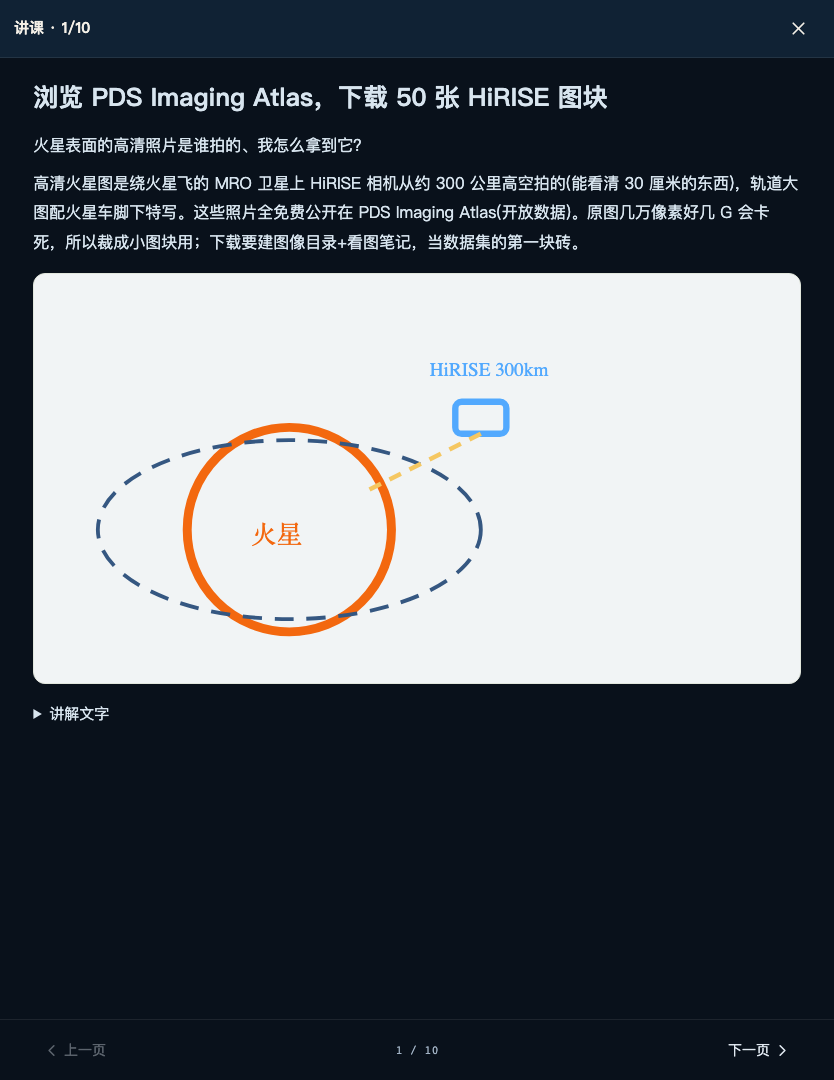 讲课 · 1/10
浏览 PDS Imaging Atlas，下载 50 张 HiRISE 图块
火星表面的高清照片是谁拍的、我怎么拿到它?
高清火星图是绕火星飞的 MRO 卫星上 HiRISE 相机从约 300 公里高空拍的(能看清 30 厘米的东西)，轨道大
图配火星车脚下特写。这些照片全免费公开在 PDS Imaging Atlas(开放数据)。原图几万像素好几 G 会卡
死，所以裁成小图块用；下载要建图像目录+看图笔记，当数据集的第一块砖。
HiRISE 300km
火星
讲解文字
上一页
1 / 10
下一页